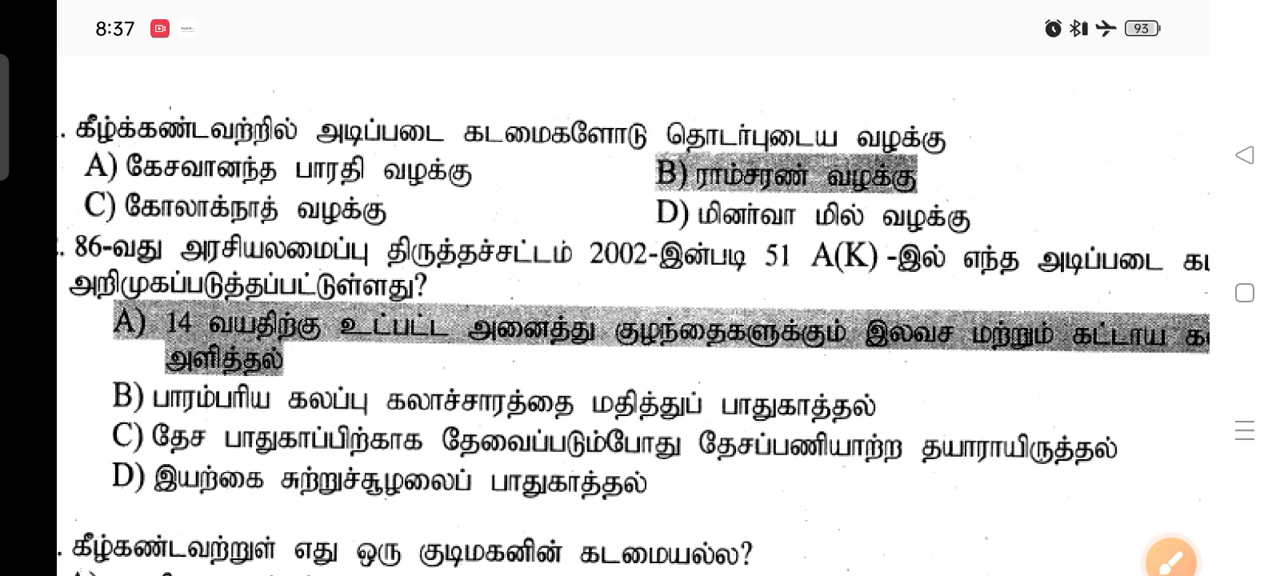 8:37
93
. கீழ்க்கண்டவற்றில் அடிப்படை கடமைகளோடு தொடர்புடைய வழக்கு
A) கேசவானந்த பாரதி வழக்கு B) ராம்சரண் வழக்கு
C) கோலாக்நாத் வழக்கு D) மினர்வா மில் வழக்கு
. 86-வது அரசியலமைப்பு திருத்தச்சட்டம் 2002-இன்படி 51 A(K) -இல் எந்த அடிப்படை
அறிமுகப்படுத்தப்பட்டுள்ளது?
A) 14 வயதிற்கு உட்பட்ட அனைத்து குழந்தைகளுக்கும் இலவச மற்றும் கட்டாய
அளித்தல்
B) பாரம்பரிய கலப்பு கலாச்சாரத்தை மதித்துப் பாதுகாத்தல்
C) தேச பாதுகாப்பிற்காக தேவைப்படும்போது தேசப்பணியாற்ற தயாராயிருத்தல்
D) இயற்கை சுற்றுச்சூழலைப் பாதுகாத்தல்
. கீழ்கண்டவற்றுள் எது ஒரு குடிமகனின் கடமையல்ல?